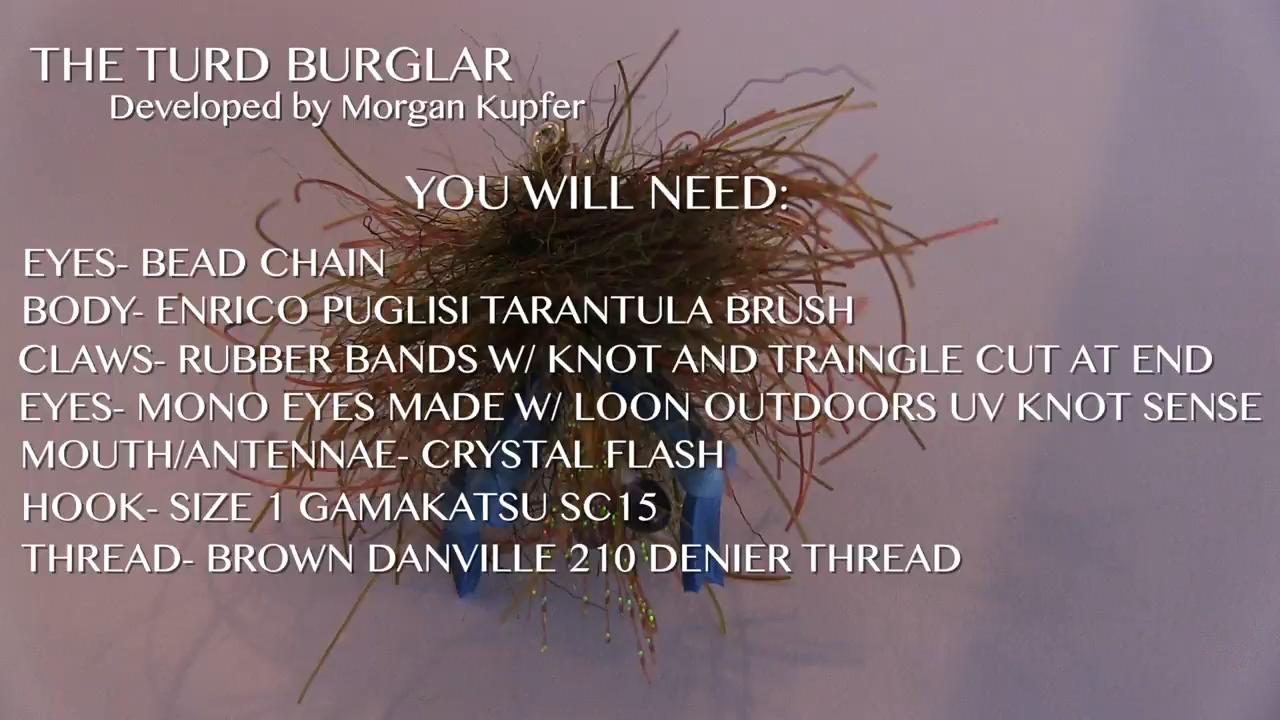 THE TURD BURGLAR
Developed by Morgan Kupfer
YOU WILL NEED:
EYES- BEAD CHAIN
BODY- ENRICO PUGLISI TARANTULA BRUSH
CLAWS- RUBBER BANDS W/ KNOT AND TRAINGLE CUT AT END
EYES- MONO EYES MADE W/ LOON OUTDOORS UV KNOT SENSE
MOUTH/ANTENNAE- CRYSTAL FLASH
HOOK- SIZE 1 GAMAKATSU SC15
THREAD- BROWN DANVILLE 210 DENIER THREAD